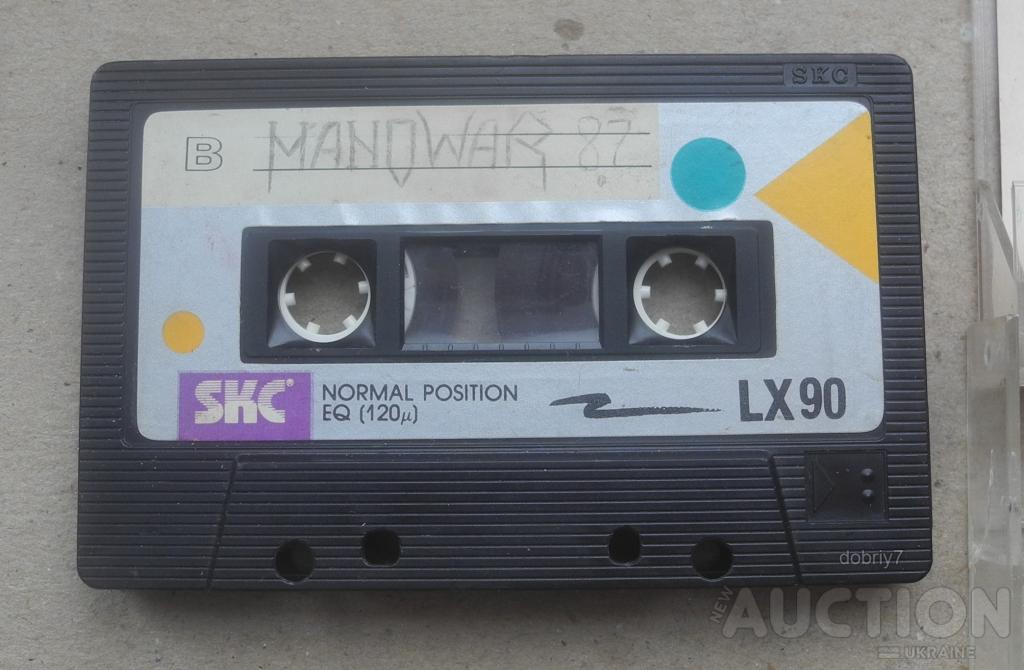 SKC
B MANOWAR 87
SKC
NORMAL POSITION
EQ (120µ)
LX90
dobriy7
NEW AUCTION
UKRAINE